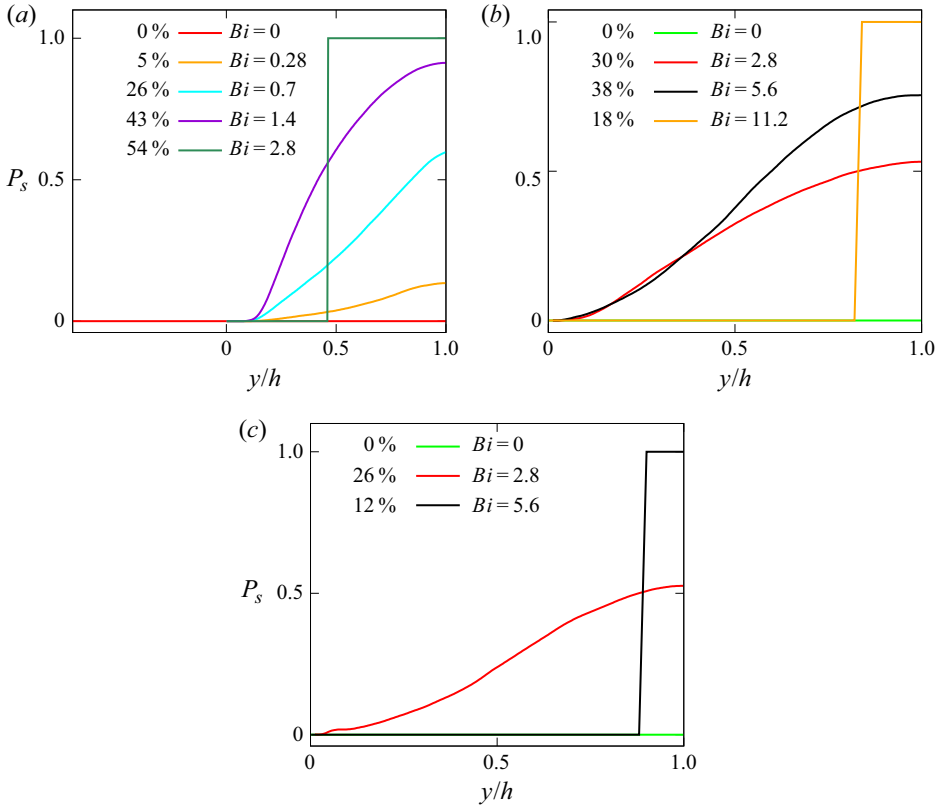 (a)
1.0
0.5
0
P_s
0 % Bi = 0
5 % Bi = 0.28
26 % Bi = 0.7
43 % Bi = 1.4
54 % Bi = 2.8
0 0.5 1.0
y/h
(b)
1.0
0.5
0
0 % Bi = 0
30 % Bi = 2.8
38 % Bi = 5.6
18 % Bi = 11.2
0 0.5 1.0
y/h
(c)
1.0
0.5
0
P_s
0 % Bi = 0
26 % Bi = 2.8
12 % Bi = 5.6
0 0.5 1.0
y/h